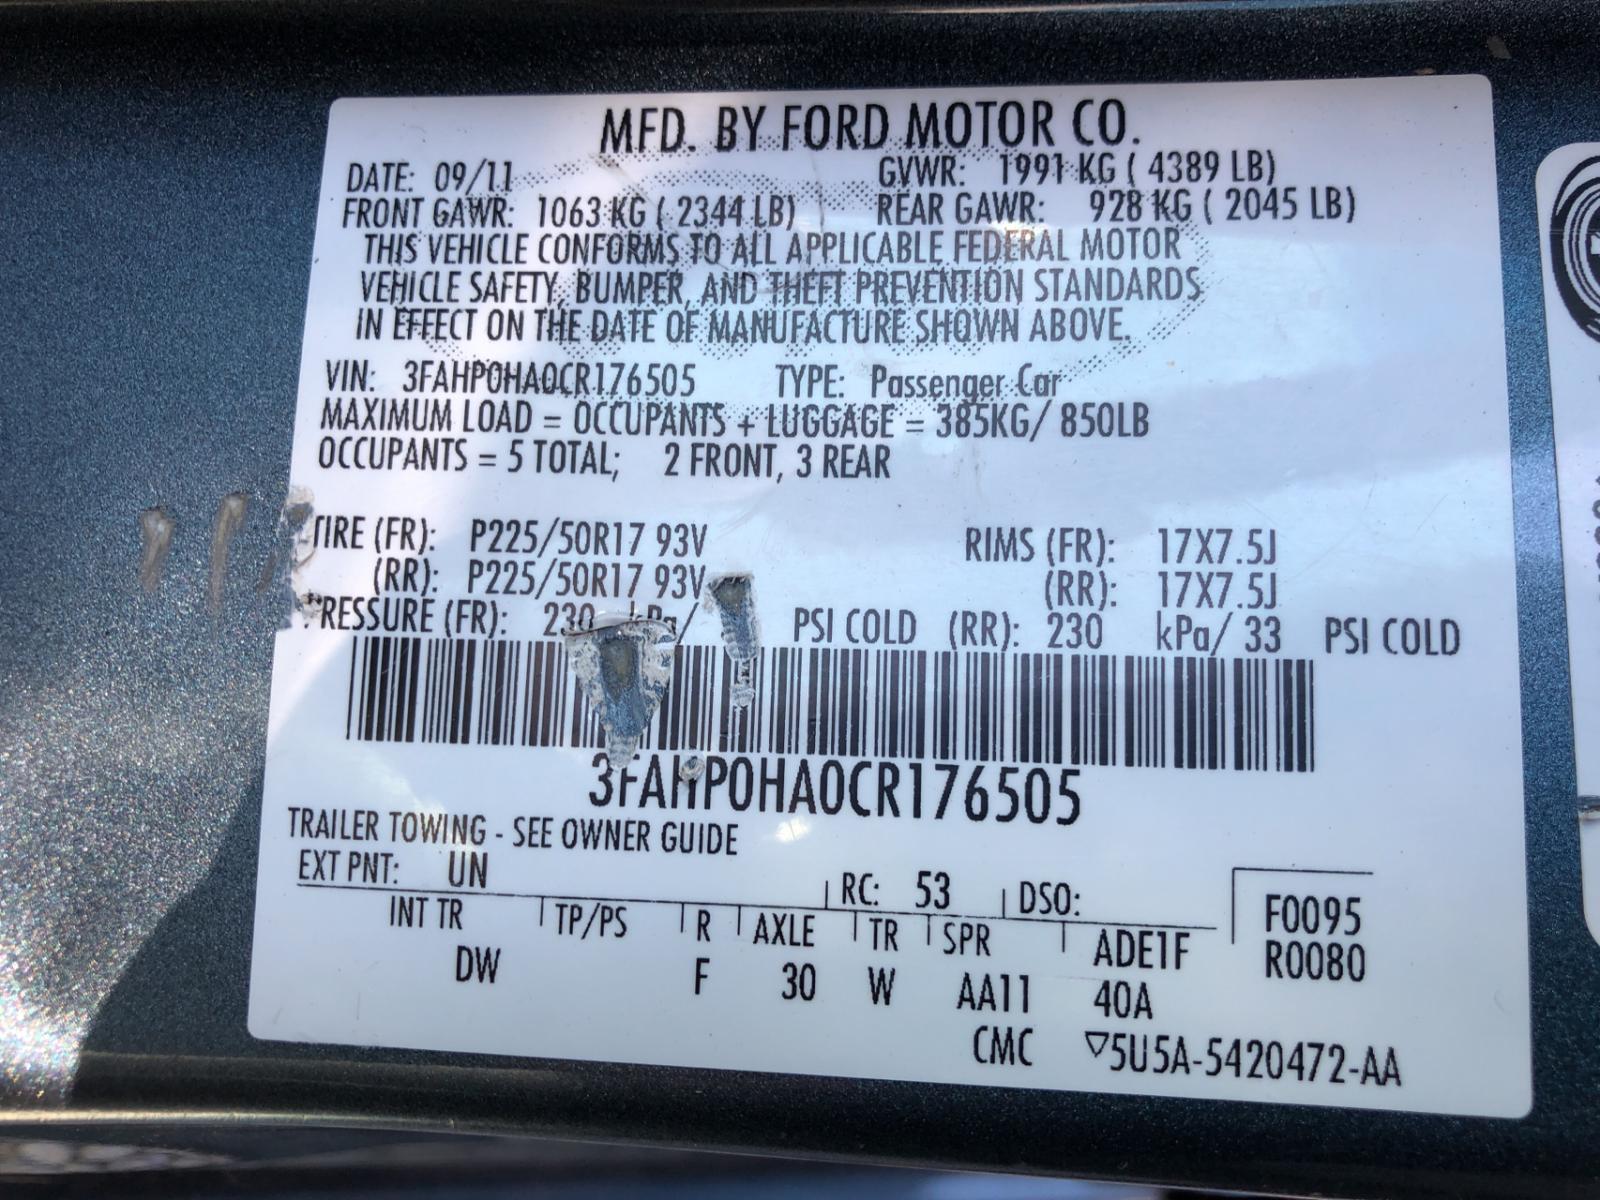 MFD. BY FORD MOTOR CO.
DATE: 09/11 GVWR: 1991 KG ( 4389 LB)
FRONT GAWR: 1063 KG ( 2344 LB) REAR GAWR: 928 KG ( 2045 LB)
THIS VEHICLE CONFORMS TO ALL APPLICABLE FEDERAL MOTOR
VEHICLE SAFETY, BUMPER, AND THEFT PREVENTION STANDARDS
IN EFFECT ON THE DATE OF MANUFACTURE SHOWN ABOVE.
VIN: 3FAHP0HA0CR176505 TYPE: Passenger Car
MAXIMUM LOAD = OCCUPANTS + LUGGAGE = 385KG/ 850LB
OCCUPANTS = 5 TOTAL; 2 FRONT, 3 REAR
TIRE (FR): P225/50R17 93V RIMS (FR): 17X7.5J
(RR): P225/50R17 93V (RR): 17X7.5J
PRESSURE (FR): 230 kPa/ PSI COLD (RR): 230 kPa/ 33 PSI COLD
3FAHP0HA0CR176505
TRAILER TOWING - SEE OWNER GUIDE
EXT PNT: UN RC: 53 DSO:
INT TR TP/PS R AXLE TR SPR ADE1F F0095
DW F 30 W AA11 40A R0080
CMC ▽5U5A-5420472-AA